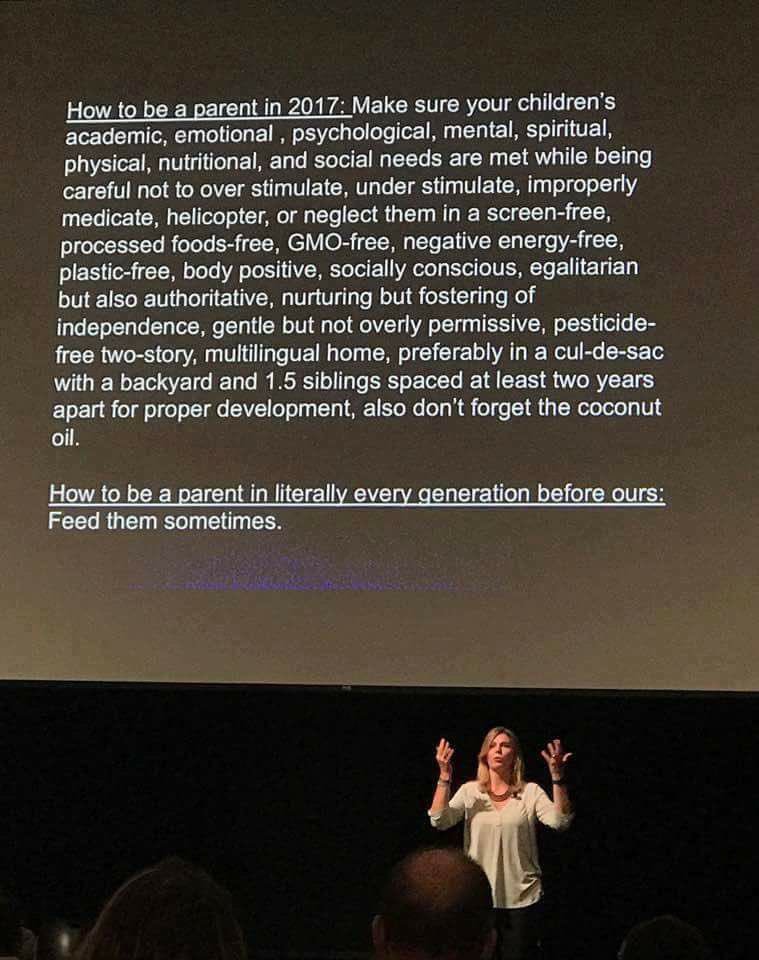 How to be a parent in 2017: Make sure your children's
academic, emotional , psychological, mental, spiritual,
physical, nutritional, and social needs are met while being
careful not to over stimulate, under stimulate, improperly
medicate, helicopter, or neglect them in a screen-free,
processed foods-free, GMO-free, negative energy-free,
plastic-free, body positive, socially conscious, egalitarian
but also authoritative, nurturing but fostering of
independence, gentle but not overly permissive, pesticide-
free two-story, multilingual home, preferably in a cul-de-sac
with a backyard and 1.5 siblings spaced at least two years
apart for proper development, also don't forget the coconut
oil.
How to be a parent in literally every generation before ours:
Feed them sometimes.